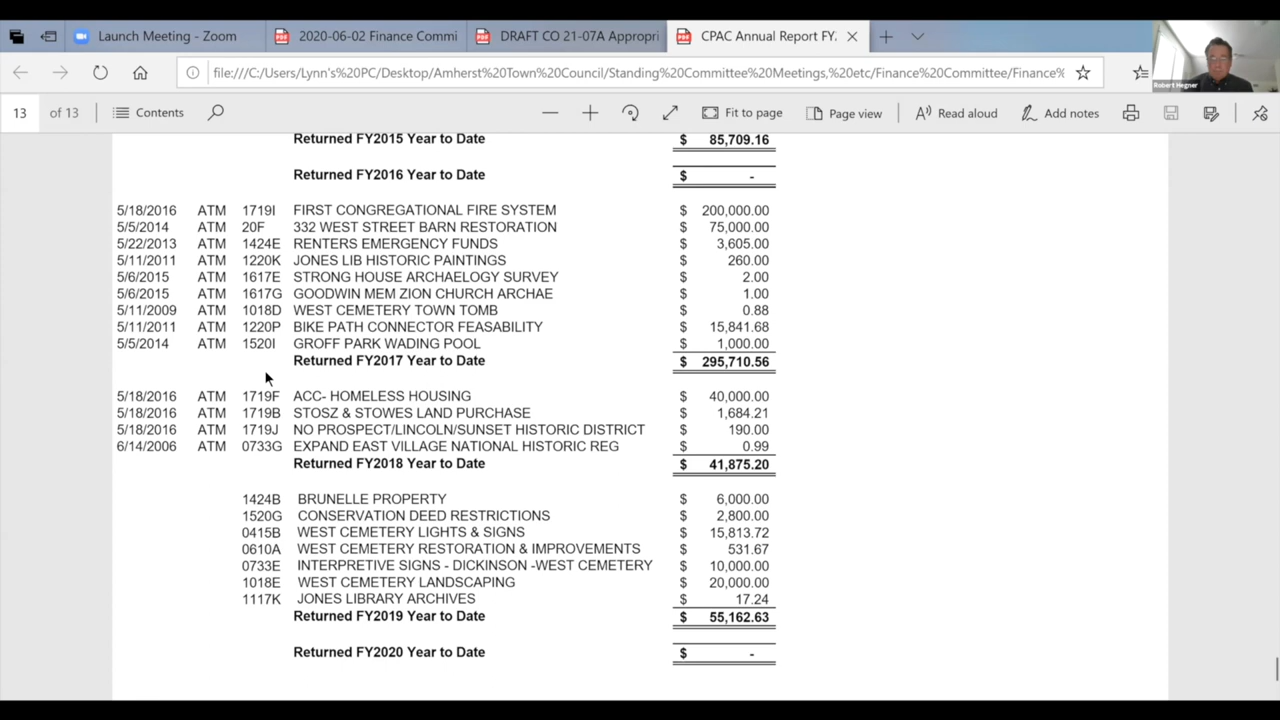 Launch Meeting - Zoom
2020-06-02 Finance Commi
DRAFT CO 21-07A Appropri
CPAC Annual Report FY.
file:///C:/Users/Lynn's%20PC/Desktop/Amherst%20Town%20Council/Standing%20Committee%20Meetings,%20etc/Finance%20Committee/Finance%
Robert Hegner
13 of 13 Contents Fit to page Page view Read aloud Add notes
Returned FY2015 Year to Date $ 85,709.16
Returned FY2016 Year to Date $ -
5/18/2016 ATM 1719I FIRST CONGREGATIONAL FIRE SYSTEM $ 200,000.00
5/5/2014 ATM 20F 332 WEST STREET BARN RESTORATION $ 75,000.00
5/22/2013 ATM 1424E RENTERS EMERGENCY FUNDS $ 3,605.00
5/11/2011 ATM 1220K JONES LIB HISTORIC PAINTINGS $ 260.00
5/6/2015 ATM 1617E STRONG HOUSE ARCHAELOGY SURVEY $ 2.00
5/6/2015 ATM 1617G GOODWIN MEM ZION CHURCH ARCHAE $ 1.00
5/11/2009 ATM 1018D WEST CEMETERY TOWN TOMB $ 0.88
5/11/2011 ATM 1220P BIKE PATH CONNECTOR FEASABILITY $ 15,841.68
5/5/2014 ATM 1520I GROFF PARK WADING POOL $ 1,000.00
Returned FY2017 Year to Date $ 295,710.56
5/18/2016 ATM 1719F ACC- HOMELESS HOUSING $ 40,000.00
5/18/2016 ATM 1719B STOSZ & STOWES LAND PURCHASE $ 1,684.21
5/18/2016 ATM 1719J NO PROSPECT/LINCOLN/SUNSET HISTORIC DISTRICT $ 190.00
6/14/2006 ATM 0733G EXPAND EAST VILLAGE NATIONAL HISTORIC REG $ 0.99
Returned FY2018 Year to Date $ 41,875.20
1424B BRUNELLE PROPERTY $ 6,000.00
1520G CONSERVATION DEED RESTRICTIONS $ 2,800.00
0415B WEST CEMETERY LIGHTS & SIGNS $ 15,813.72
0610A WEST CEMETERY RESTORATION & IMPROVEMENTS $ 531.67
0733E INTERPRETIVE SIGNS - DICKINSON -WEST CEMETERY $ 10,000.00
1018E WEST CEMETERY LANDSCAPING $ 20,000.00
1117K JONES LIBRARY ARCHIVES $ 17.24
Returned FY2019 Year to Date $ 55,162.63
Returned FY2020 Year to Date $ -